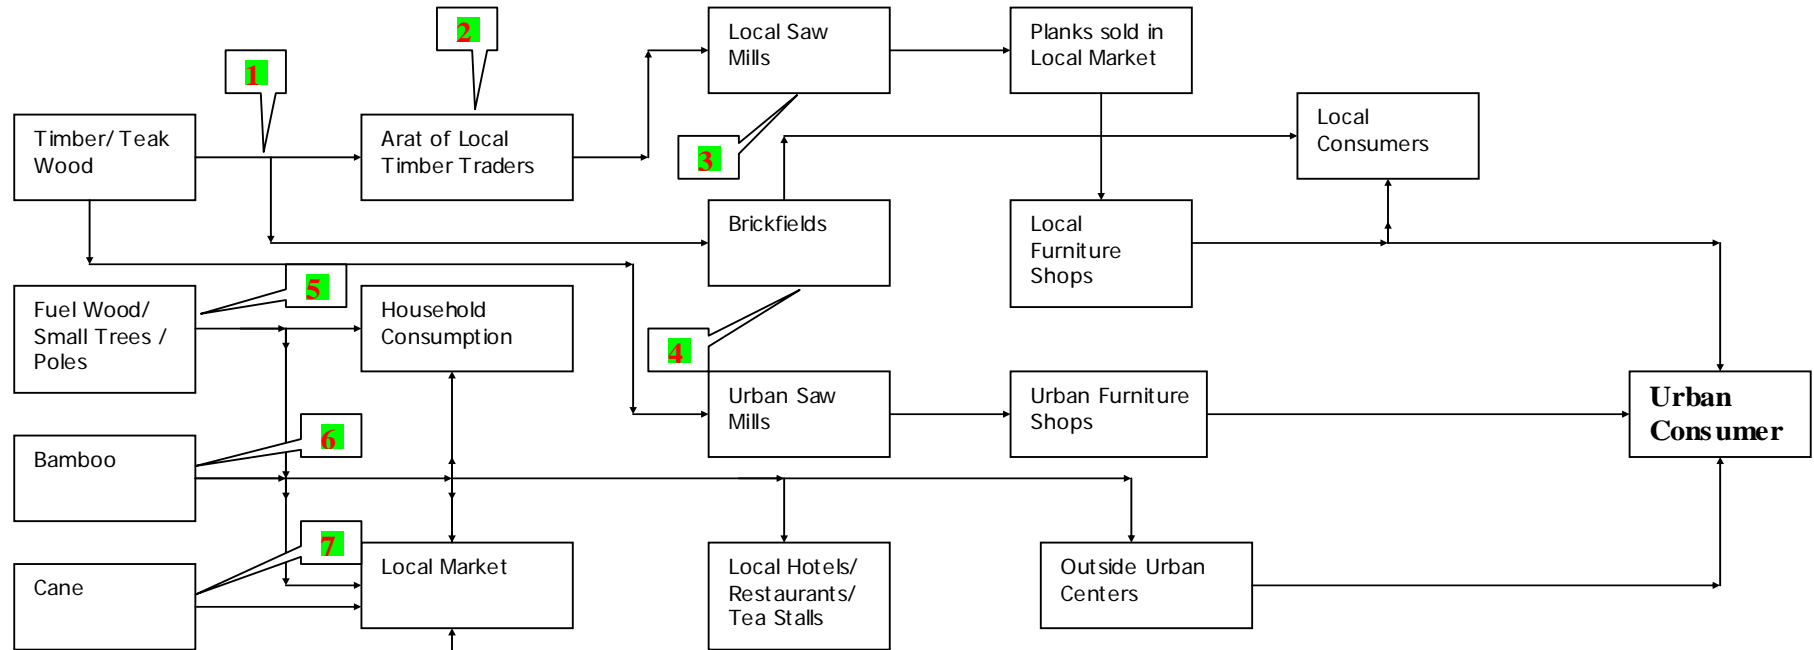 1
2
Local Saw
Mills
Planks sold in
Local Market
Timber/ Teak
Wood
Arat of Local
Timber Traders
3
Local
Consumers
Brickfields
Local
Furniture
Shops
5
Fuel Wood/
Small Trees /
Poles
Household
Consumption
4
Urban Saw
Mills
Urban Furniture
Shops
Urban
Consumer
6
Bamboo
7
Cane
Local Market
Local Hotels/
Restaurants/
Tea Stalls
Outside Urban
Centers